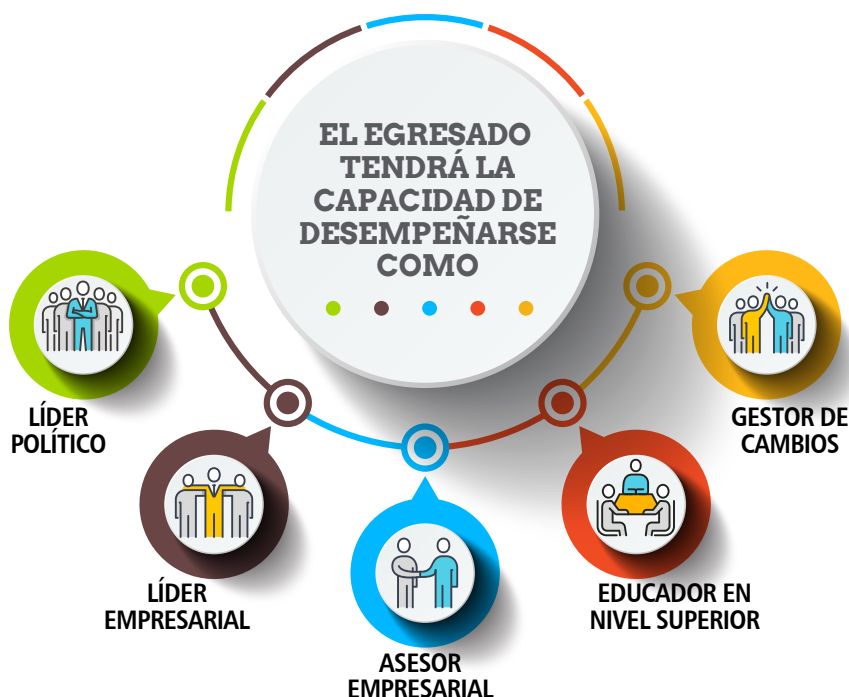 EL EGRESADO
TENDRÁ LA
CAPACIDAD DE
DESEMPEÑARSE
COMO
LÍDER
POLÍTICO
LÍDER
EMPRESARIAL
ASESOR
EMPRESARIAL
EDUCADOR EN
NIVEL SUPERIOR
GESTOR DE
CAMBIOS